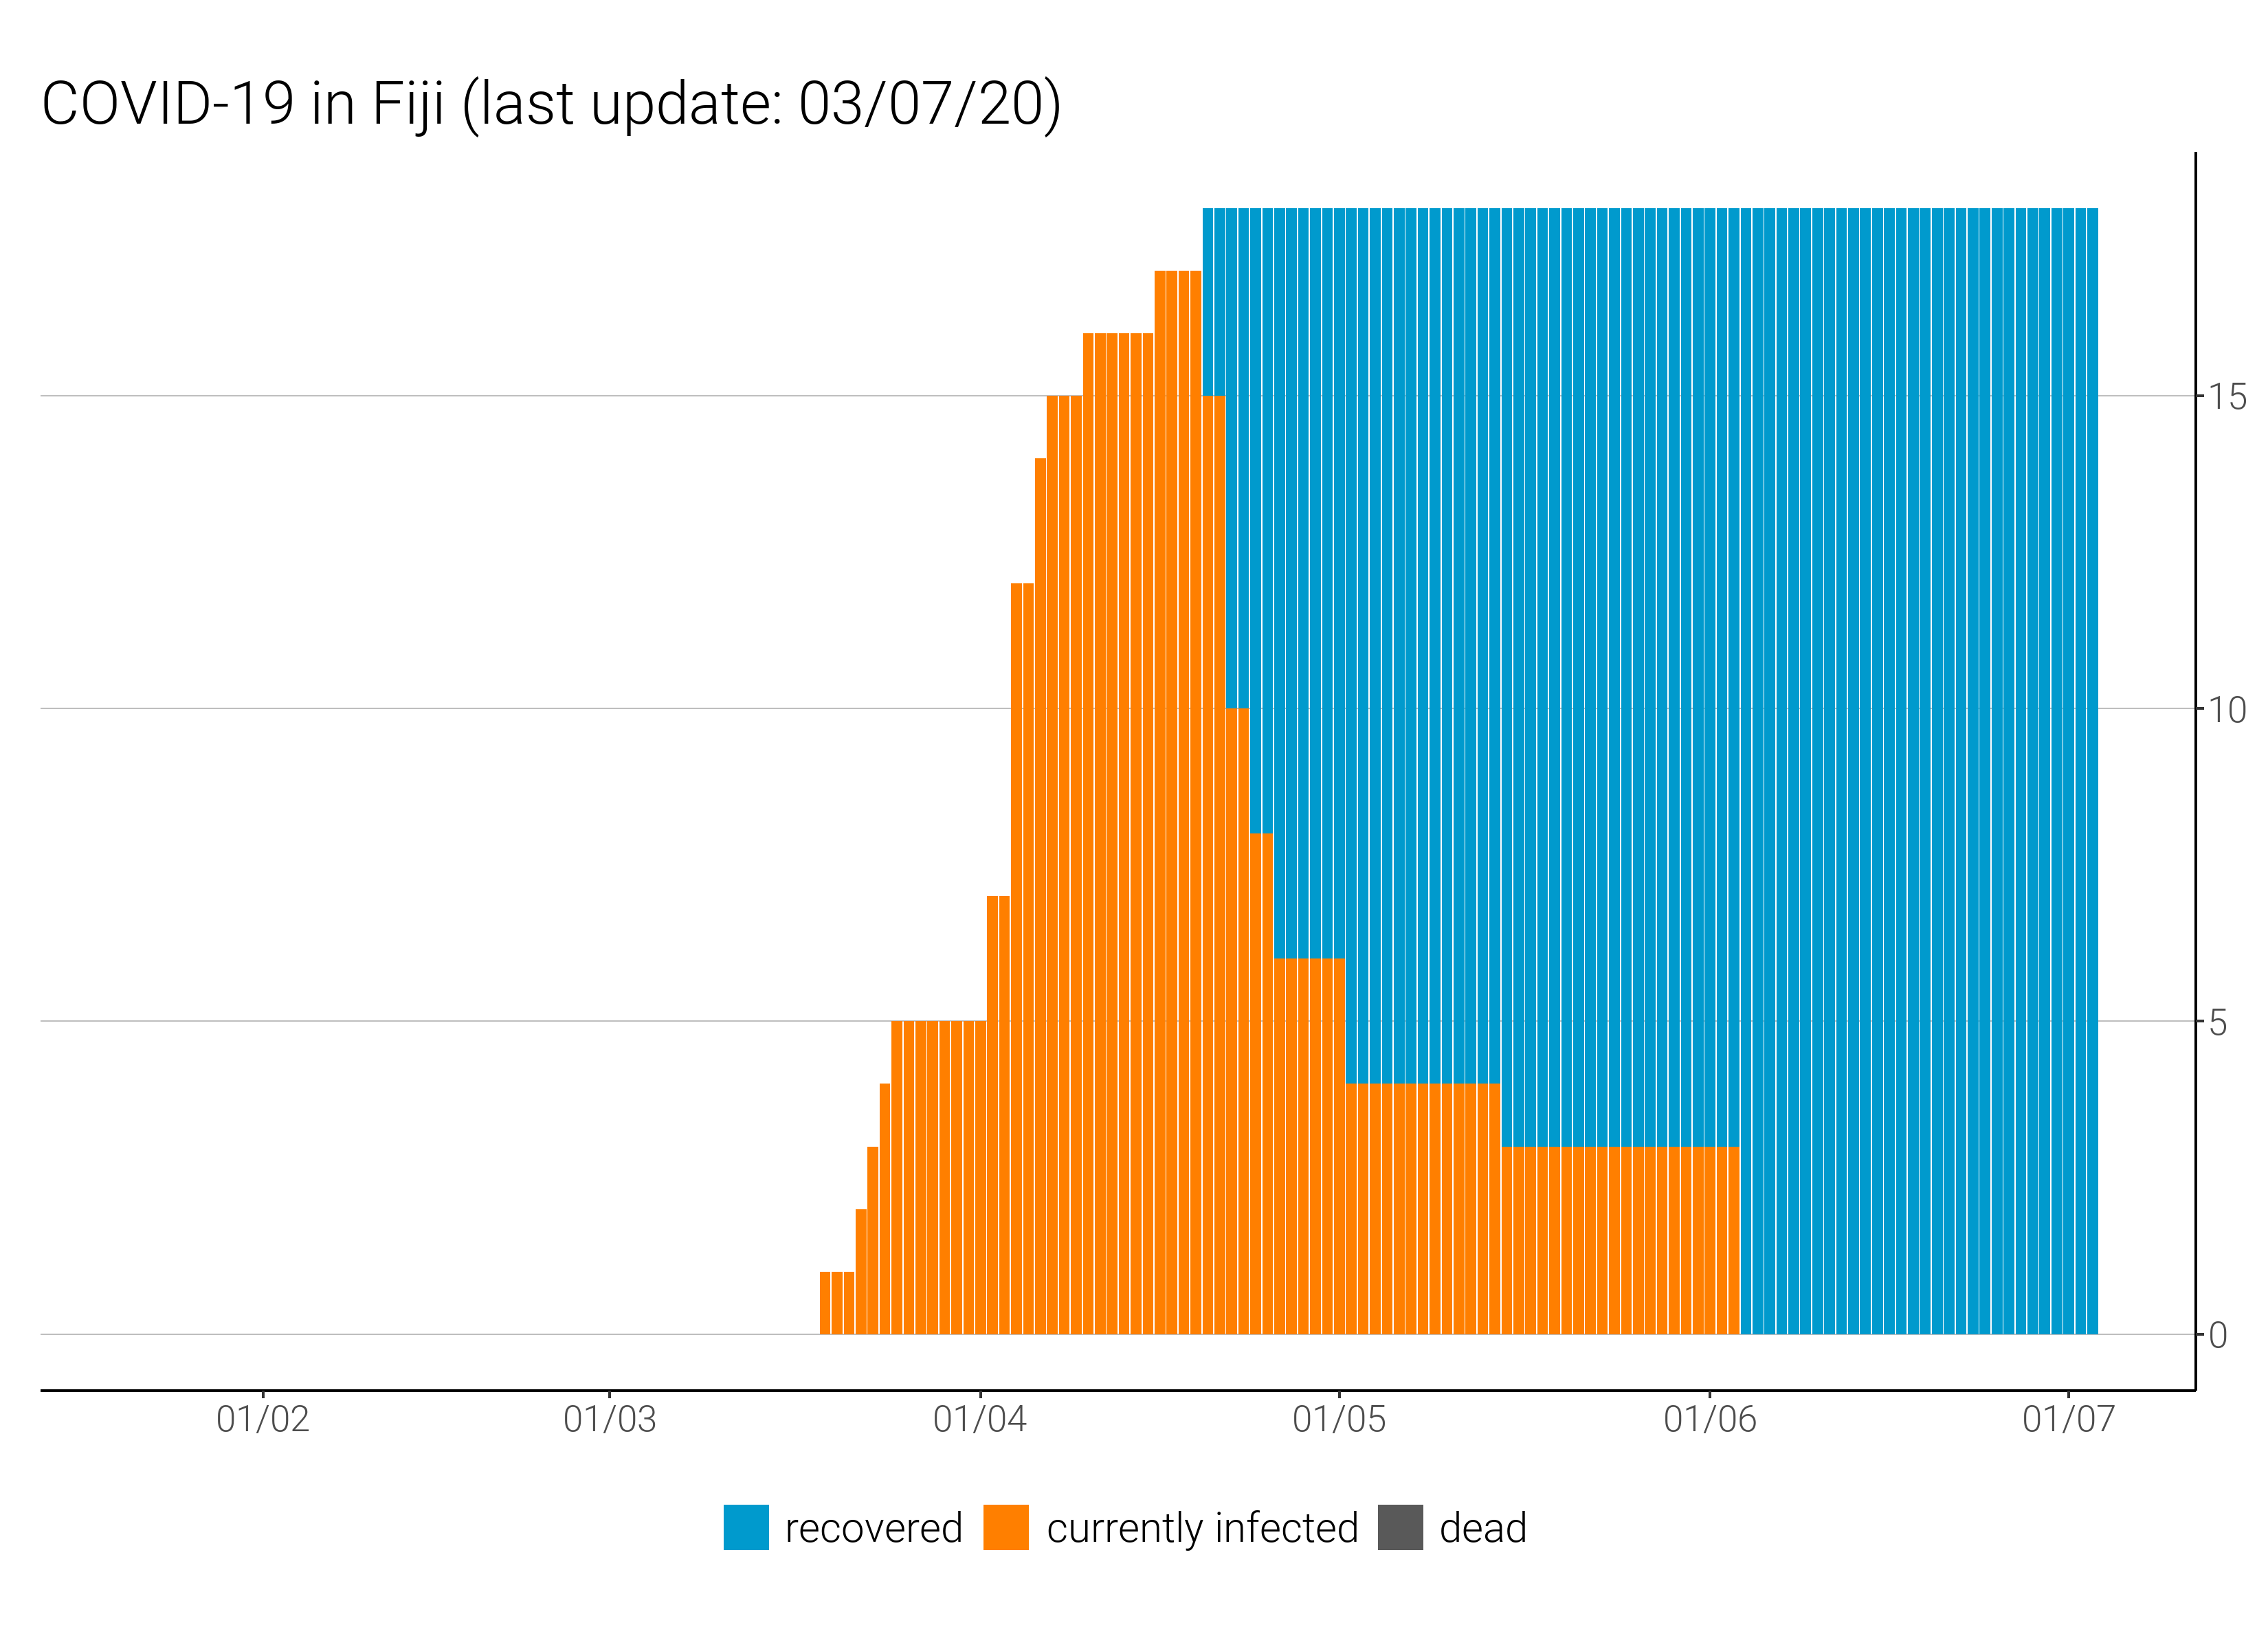 COVID-19 in Fiji (last update: 03/07/20)
15
10
5
0
01/02 01/03 01/04 01/05 01/06 01/07
recovered currently infected dead